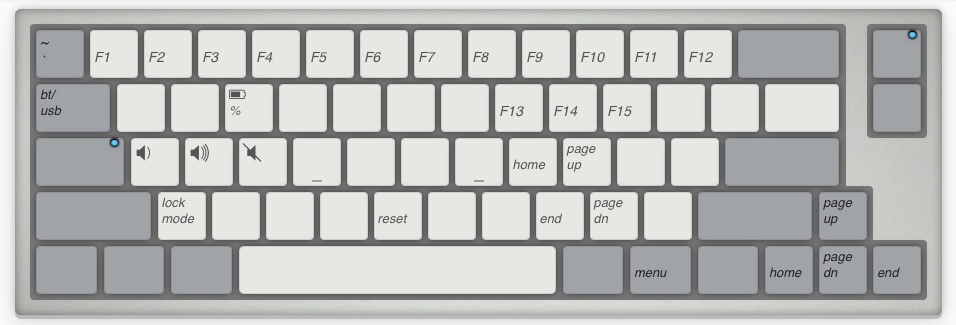 ~
`
F1
F2
F3
F4
F5
F6
F7
F8
F9
F10
F11
F12
bt/
usb
%
F13
F14
F15
_
_
home
page
up
lock
mode
reset
end
page
dn
page
up
menu
home
page
dn
end